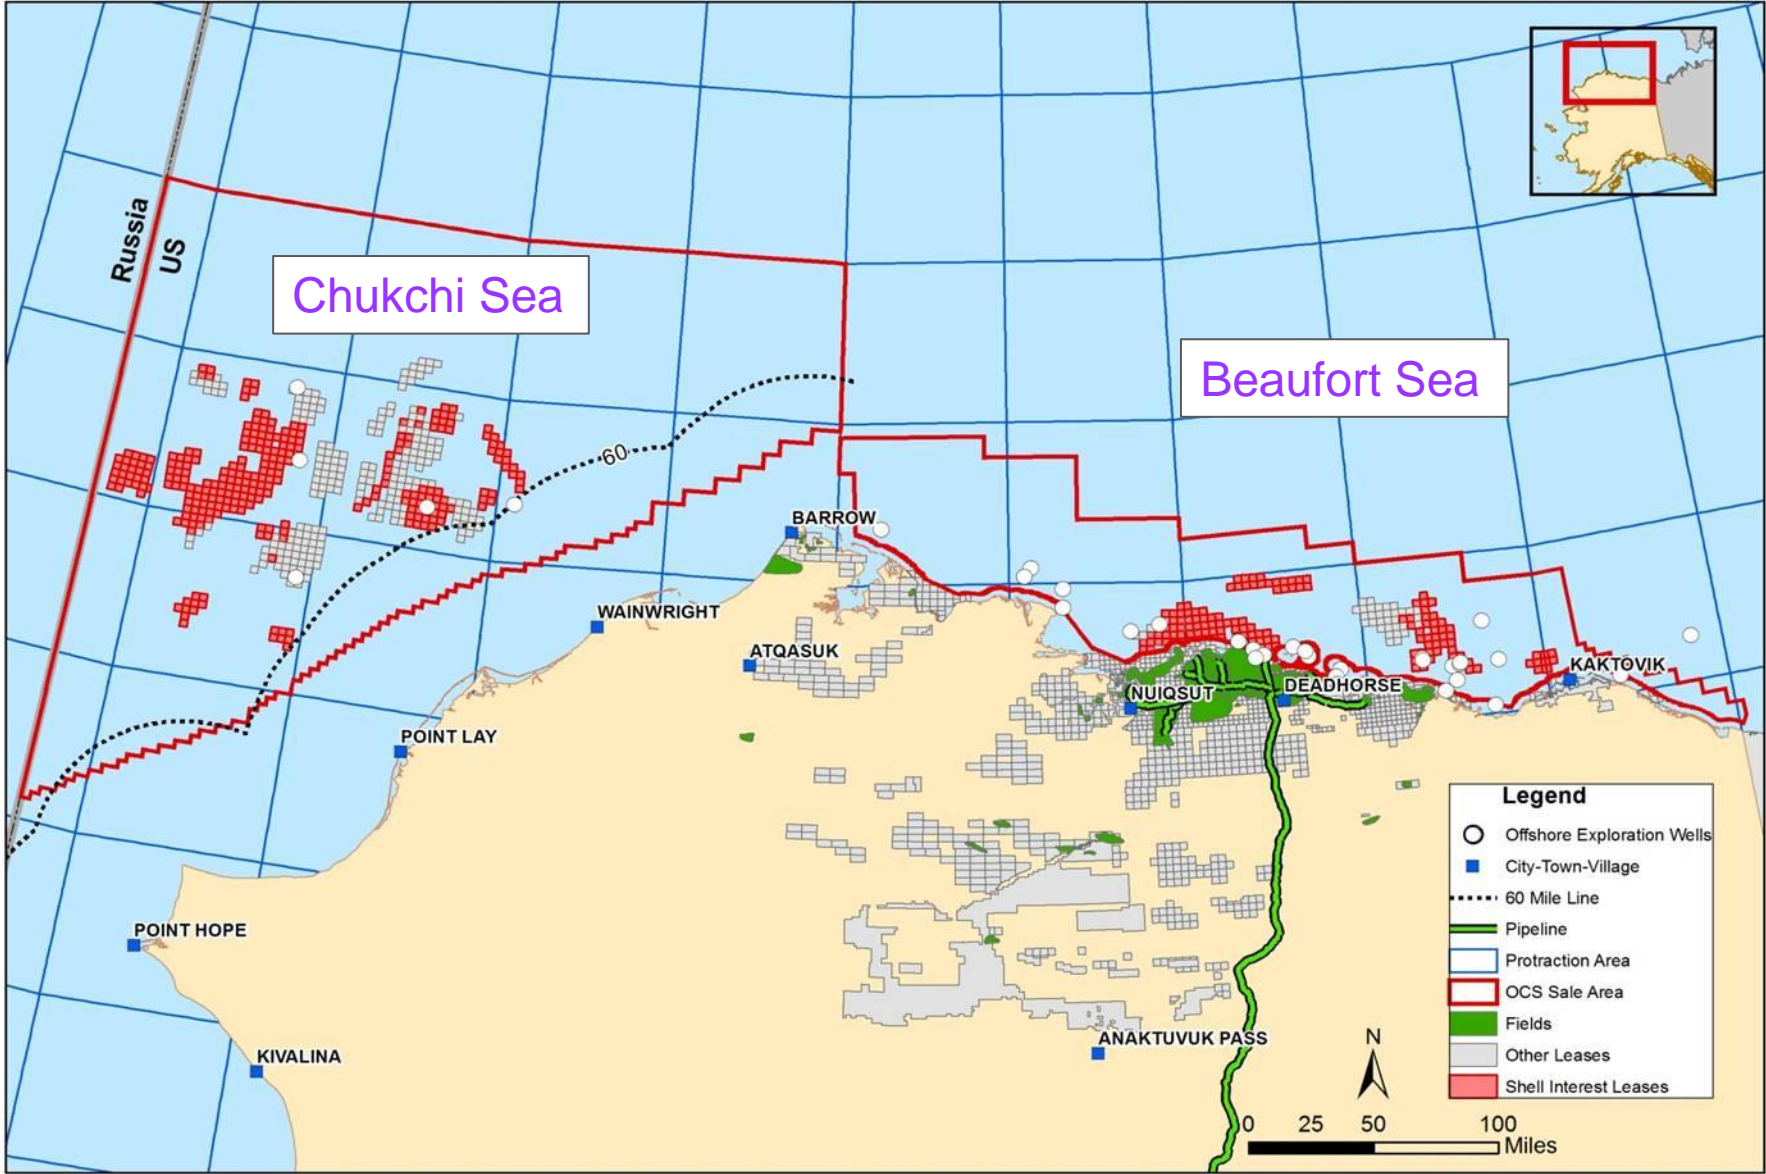 Russia
US
Chukchi Sea
Beaufort Sea
60
BARROW
WAINWRIGHT
ATQASUK
KAKTOVIK
DEADHORSE
NUIQSUT
POINT LAY
POINT HOPE
KIVALINA
ANAKTUVUK PASS
Legend
Offshore Exploration Wells
City-Town-Village
60 Mile Line
Pipeline
Protraction Area
OCS Sale Area
Fields
Other Leases
Shell Interest Leases
N
0 25 50 100
Miles